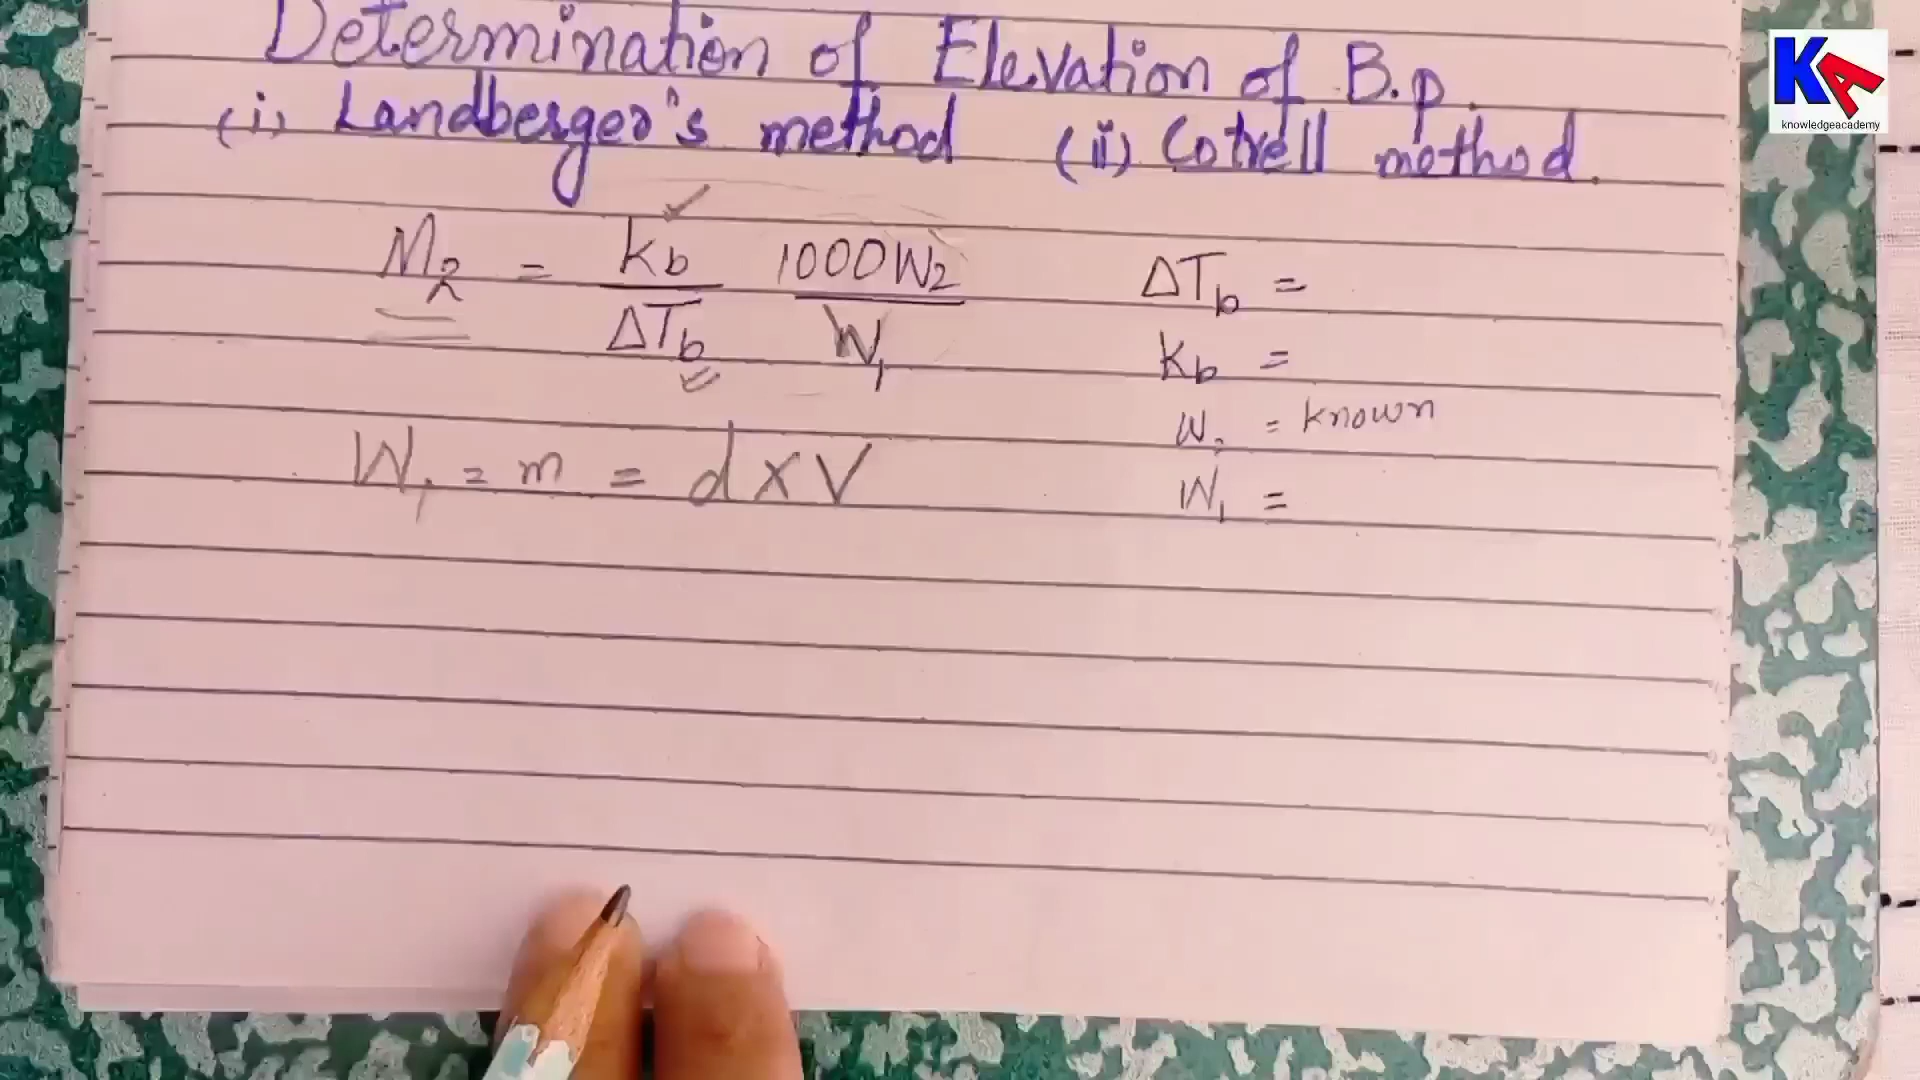 Determination of Elevation of B.p.
(i) Landberger's method (ii) Cotrell method.
M2 = Kb/ΔTb 1000W2/W1
ΔTb =
Kb =
W2 = known
W1 = m = d x V
W1 =
KA
knowledgeacademy